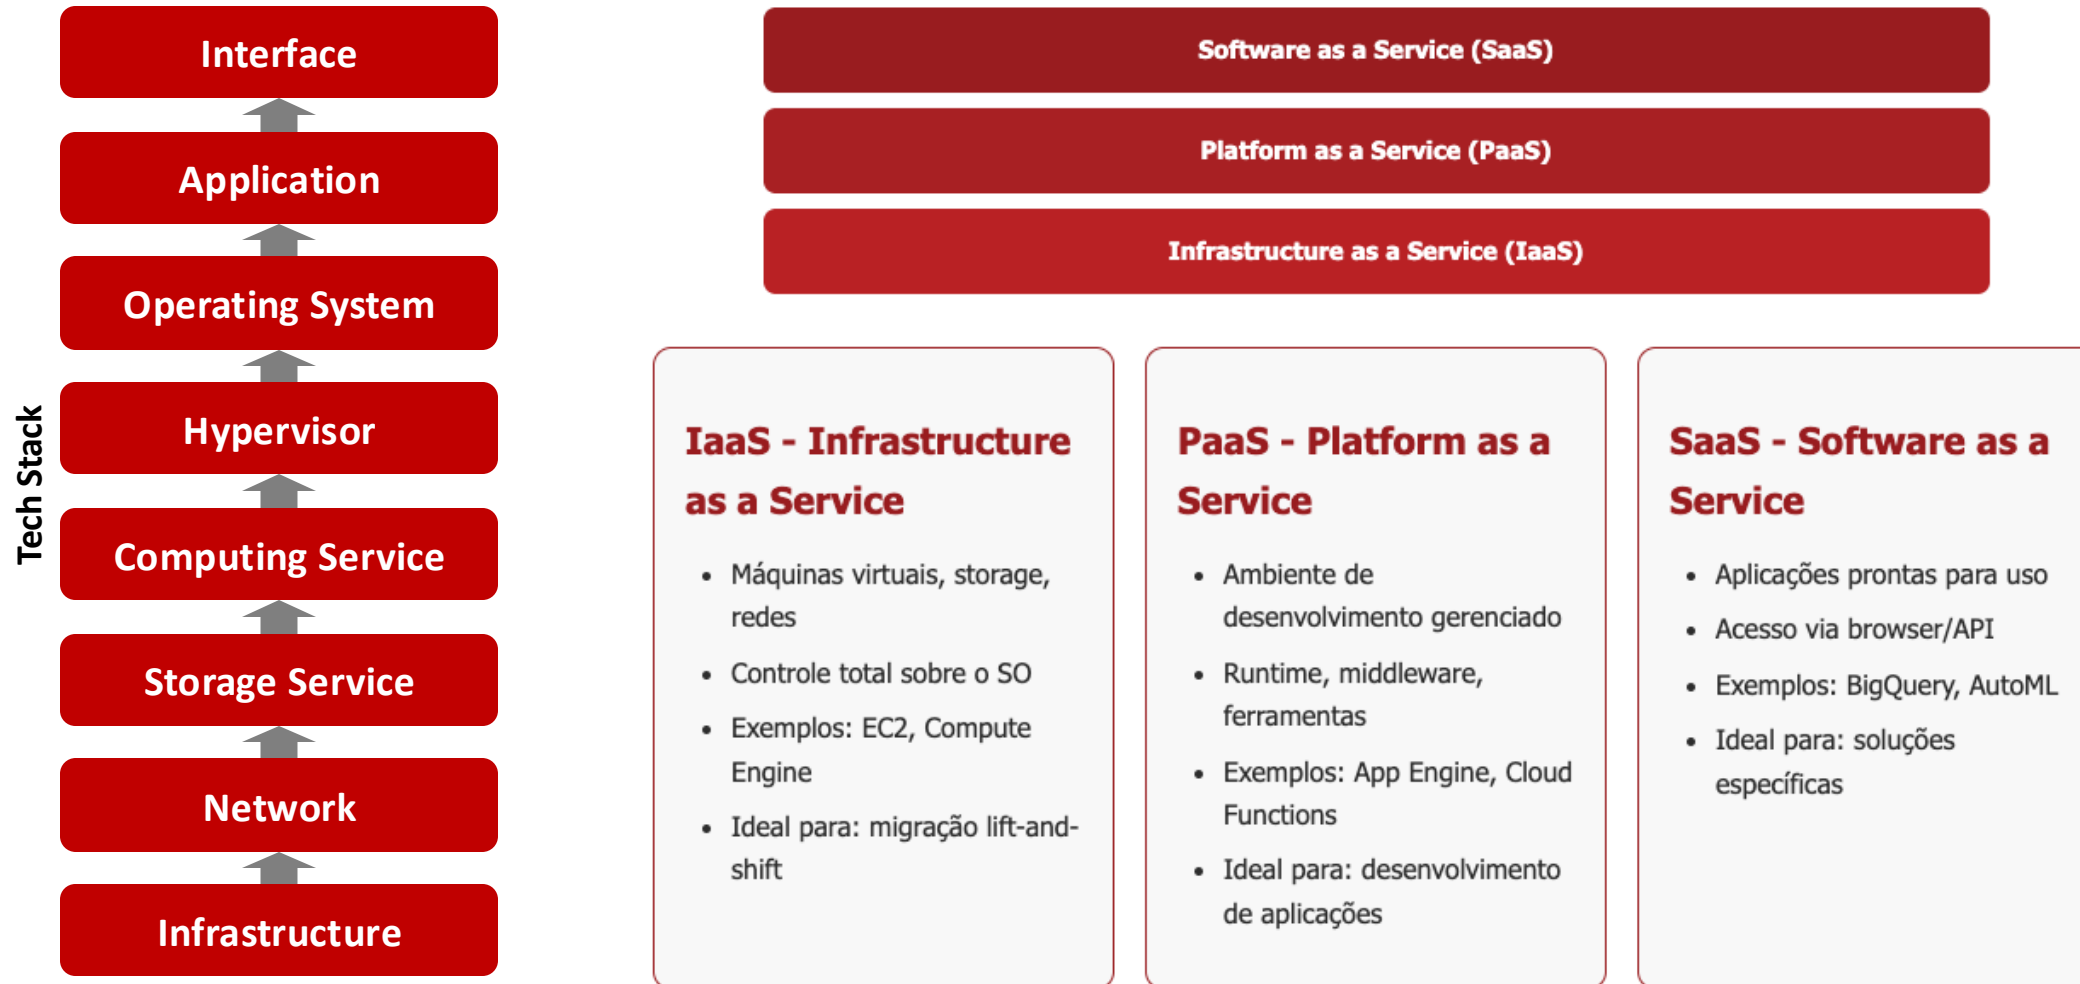 Tech Stack
Interface
Application
Operating System
Hypervisor
Computing Service
Storage Service
Network
Infrastructure
Software as a Service (SaaS)
Platform as a Service (PaaS)
Infrastructure as a Service (IaaS)
IaaS - Infrastructure
as a Service
• Máquinas virtuais, storage,
redes
• Controle total sobre o SO
• Exemplos: EC2, Compute
Engine
• Ideal para: migração lift-and-
shift
PaaS - Platform as a
Service
• Ambiente de
desenvolvimento gerenciado
• Runtime, middleware,
ferramentas
• Exemplos: App Engine, Cloud
Functions
• Ideal para: desenvolvimento
de aplicações
SaaS - Software as a
Service
• Aplicações prontas para uso
• Acesso via browser/API
• Exemplos: BigQuery, AutoML
• Ideal para: soluções
específicas